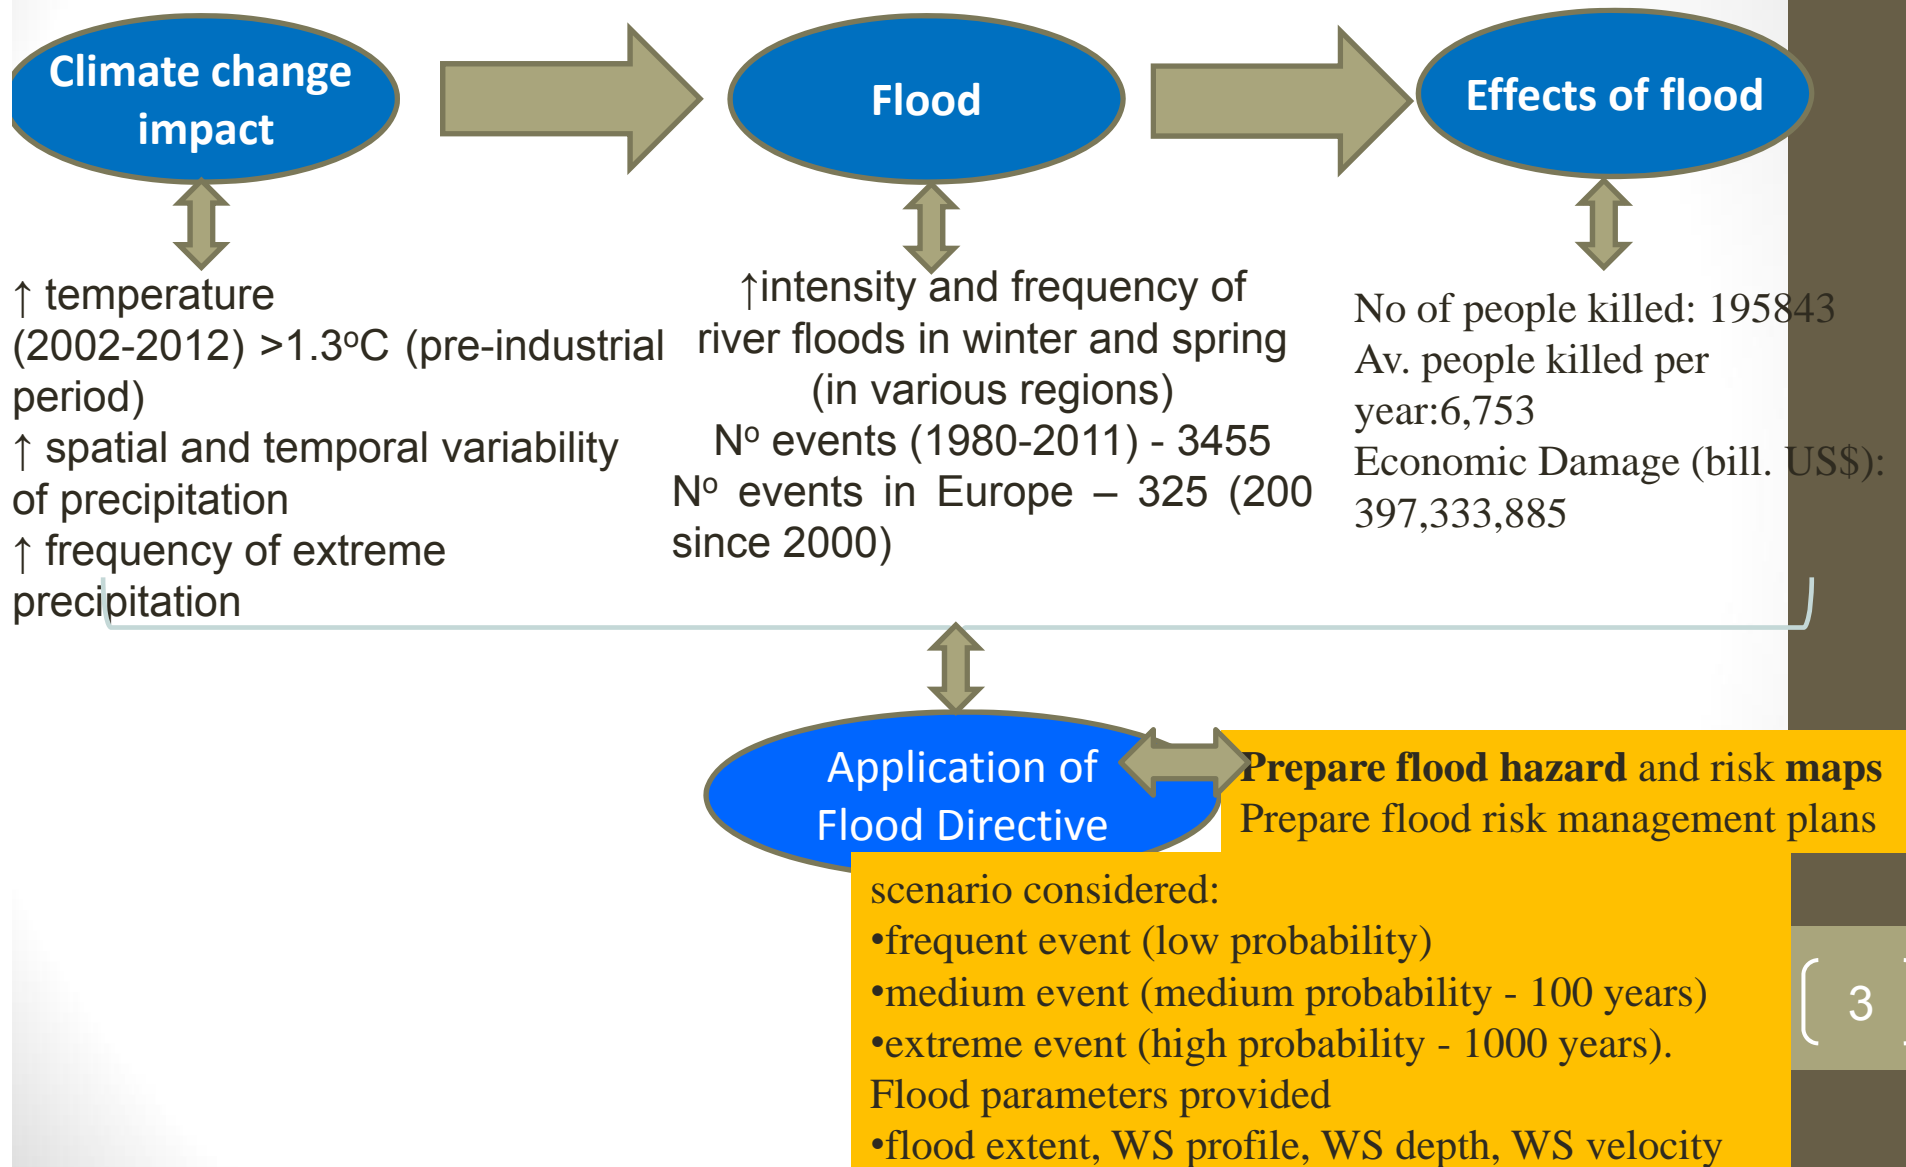 Climate change
impact
Flood
Effects of flood
↑ temperature
(2002-2012) >1.3ºC (pre-industrial
period)
↑ spatial and temporal variability
of precipitation
↑ frequency of extreme
precipitation
↑intensity and frequency of
river floods in winter and spring
(in various regions)
Nº events (1980-2011) - 3455
Nº events in Europe – 325 (200
since 2000)
No of people killed: 195843
Av. people killed per
year:6,753
Economic Damage (bill. US$):
397,333,885
Application of
Flood Directive
Prepare flood hazard and risk maps
Prepare flood risk management plans
scenario considered:
•frequent event (low probability)
•medium event (medium probability - 100 years)
•extreme event (high probability - 1000 years).
Flood parameters provided
•flood extent, WS profile, WS depth, WS velocity
3